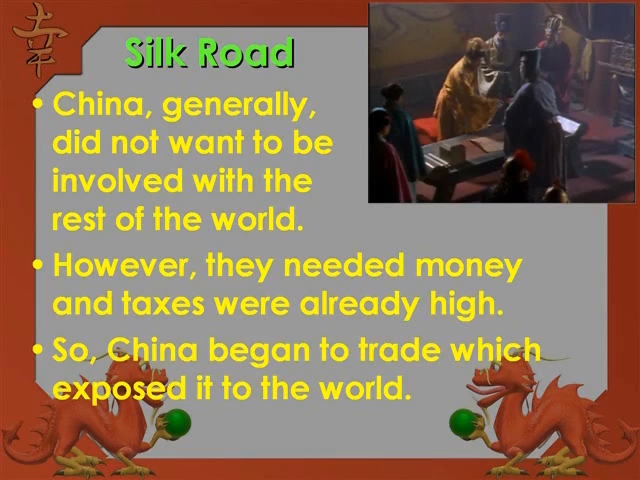 Silk Road
• China, generally,
did not want to be
involved with the
rest of the world.
• However, they needed money
and taxes were already high.
• So, China began to trade which
exposed it to the world.